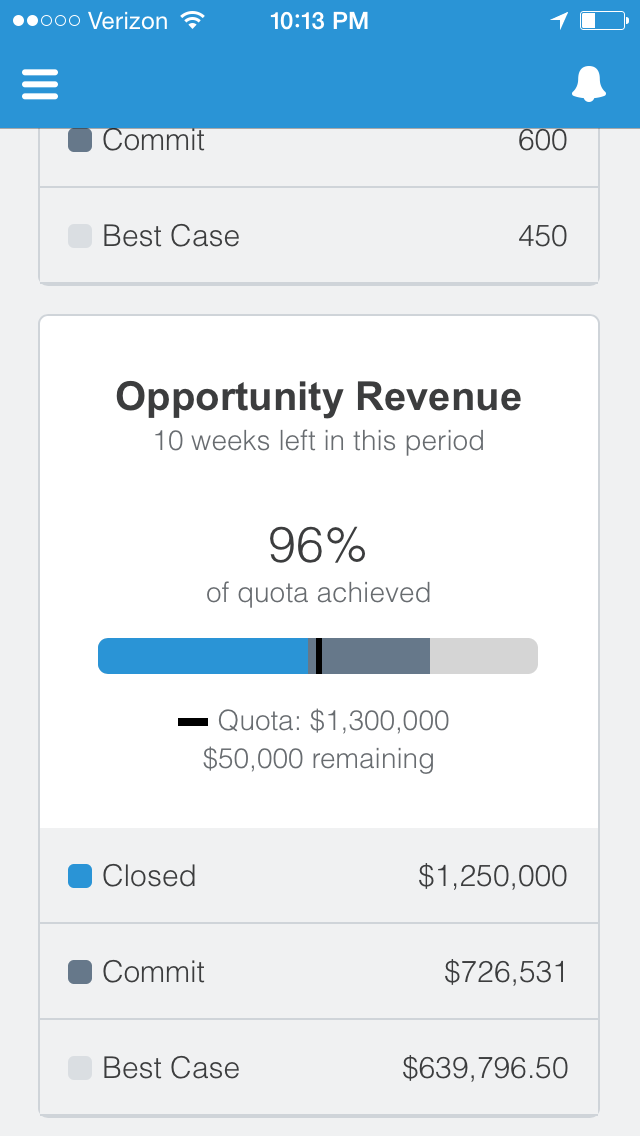 Verizon 10:13 PM
Commit 600
Best Case 450
Opportunity Revenue
10 weeks left in this period
96%
of quota achieved
Quota: $1,300,000
$50,000 remaining
Closed $1,250,000
Commit $726,531
Best Case $639,796.50